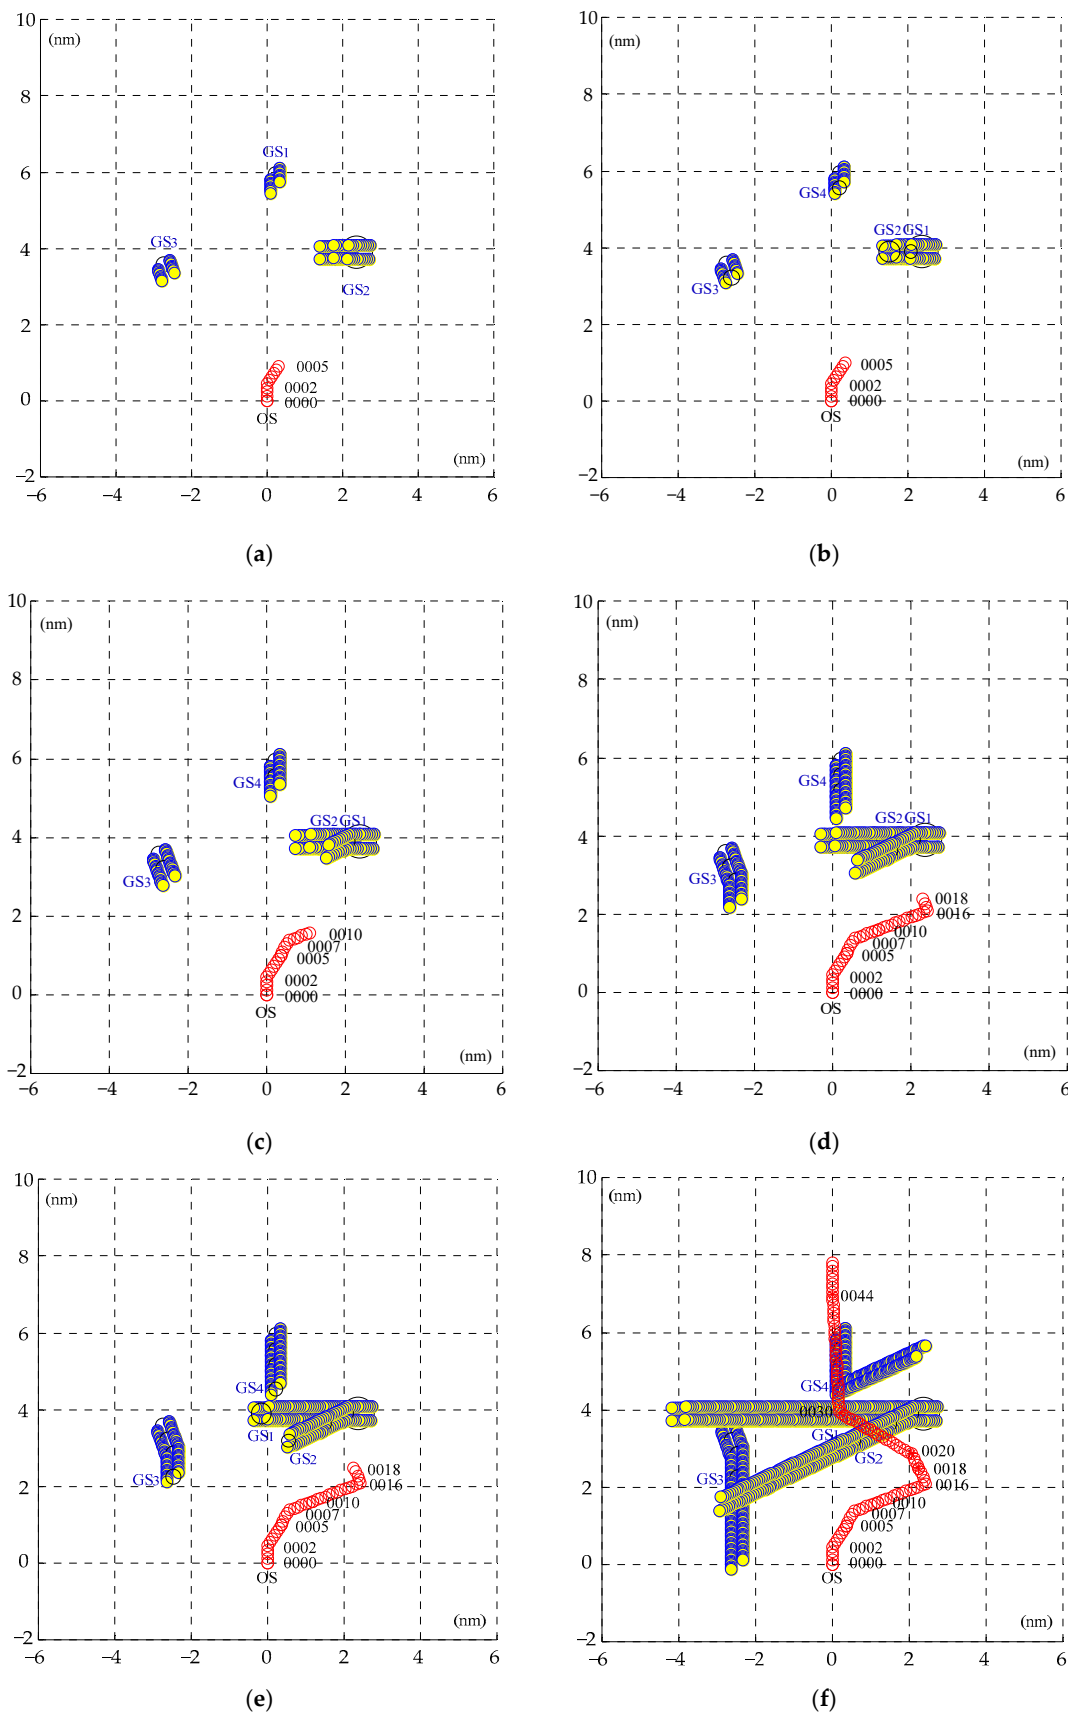 10
(nm)
8
GS1
6
GS3
4
GS2
2
0005
0002
0 0000
OS
(nm)
−2
−6 −4 −2 0 2 4 6
(a)
10
(nm)
8
6
GS4
GS2 GS1
4
GS3
2
0005
0002
0 0000
OS
(nm)
−2
−6 −4 −2 0 2 4 6
(b)
10
(nm)
8
6
GS4
GS2 GS1
4
GS3
2
0010
0007
0005
0002
0 0000
OS
(nm)
−2
−6 −4 −2 0 2 4 6
(c)
10
(nm)
8
6
GS4
GS2 GS1
4
GS3
0018
2 0016
0010
0007
0005
0002
0 0000
OS
(nm)
−2
−6 −4 −2 0 2 4 6
(d)
10
(nm)
8
6
GS4
4
GS1
GS2
GS3
0018
2 0016
0010
0007
0005
0002
0 0000
OS
(nm)
−2
−6 −4 −2 0 2 4 6
(e)
10
(nm)
8
0044
6
GS4
4 0030
GS1
GS2 0020
GS3 0018
2 0016
0010
0007
0005
0002
0 0000
OS
(nm)
−2
−6 −4 −2 0 2 4 6
(f)